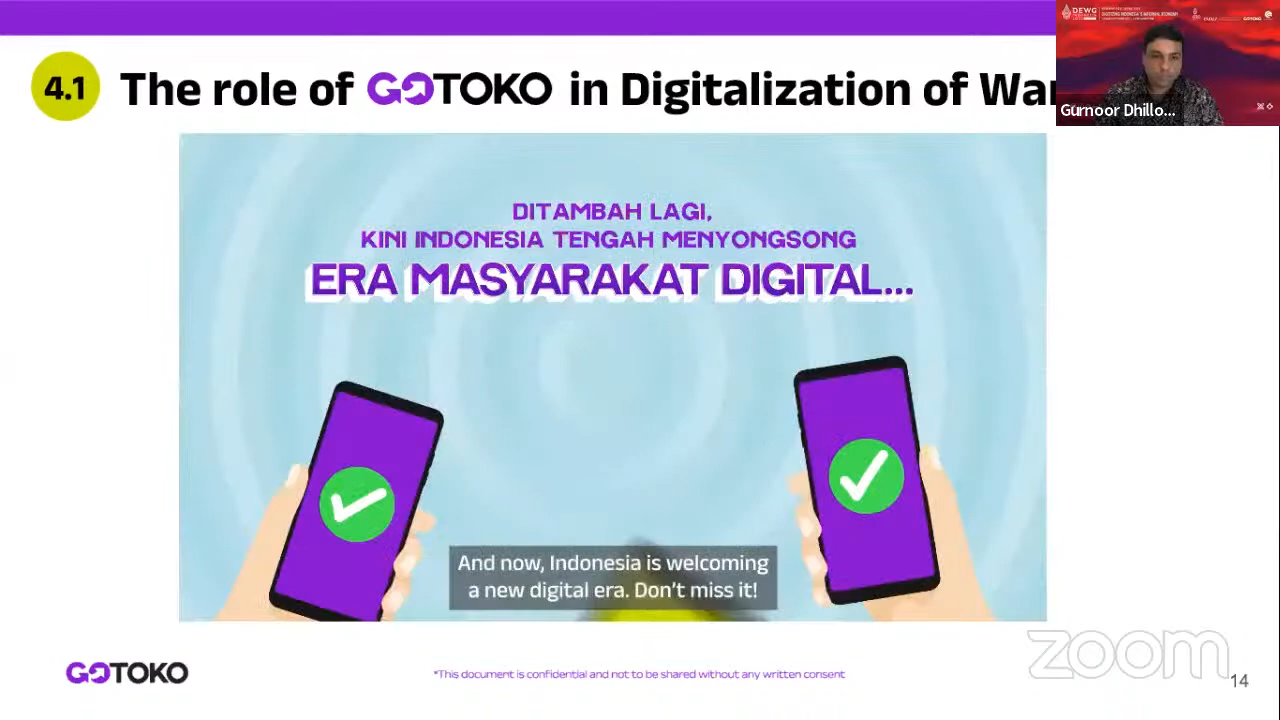 4.1
The role of GOTOKO in Digitalization of War
DEWG
Gurnoor Dhillo...
DITAMBAH LAGI,
KINI INDONESIA TENGAH MENYONGSONG
ERA MASYARAKAT DIGITAL...
And now, Indonesia is welcoming
a new digital era. Don't miss it!
zoom
GOTOKO
*This document is confidential and not to be shared without any written consent
14